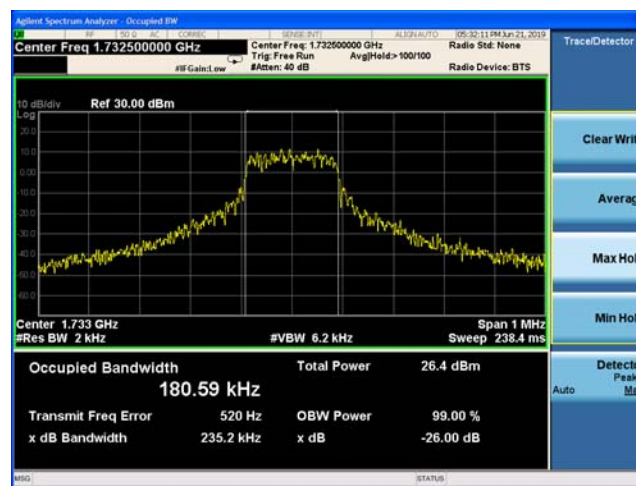 Agilent Spectrum Analyzer - Occupied BW
RF 50 Ω AC CORREC SENSE:INT ALIGN AUTO 05:32:11 PM Jun 21, 2019
Center Freq 1.732500000 GHz
Center Freq: 1.732500000 GHz
Radio Std: None
Trig: Free Run Avg|Hold:>100/100
#IFGain:Low #Atten: 40 dB Radio Device: BTS
10 dB/div Ref 30.00 dBm
Log
20.0
10.0
0.00
-10.0
-20.0
-30.0
-40.0
-50.0
-60.0
Center 1.733 GHz Span 1 MHz
#Res BW 2 kHz #VBW 6.2 kHz Sweep 238.4 ms
Occupied Bandwidth Total Power 26.4 dBm
180.59 kHz
Transmit Freq Error 520 Hz OBW Power 99.00 %
x dB Bandwidth 235.2 kHz x dB -26.00 dB
MSG STATUS
Trace/Detector
Clear Wri
Averag
Max Hol
Min Hol
Detecto
Peak
Auto Ma